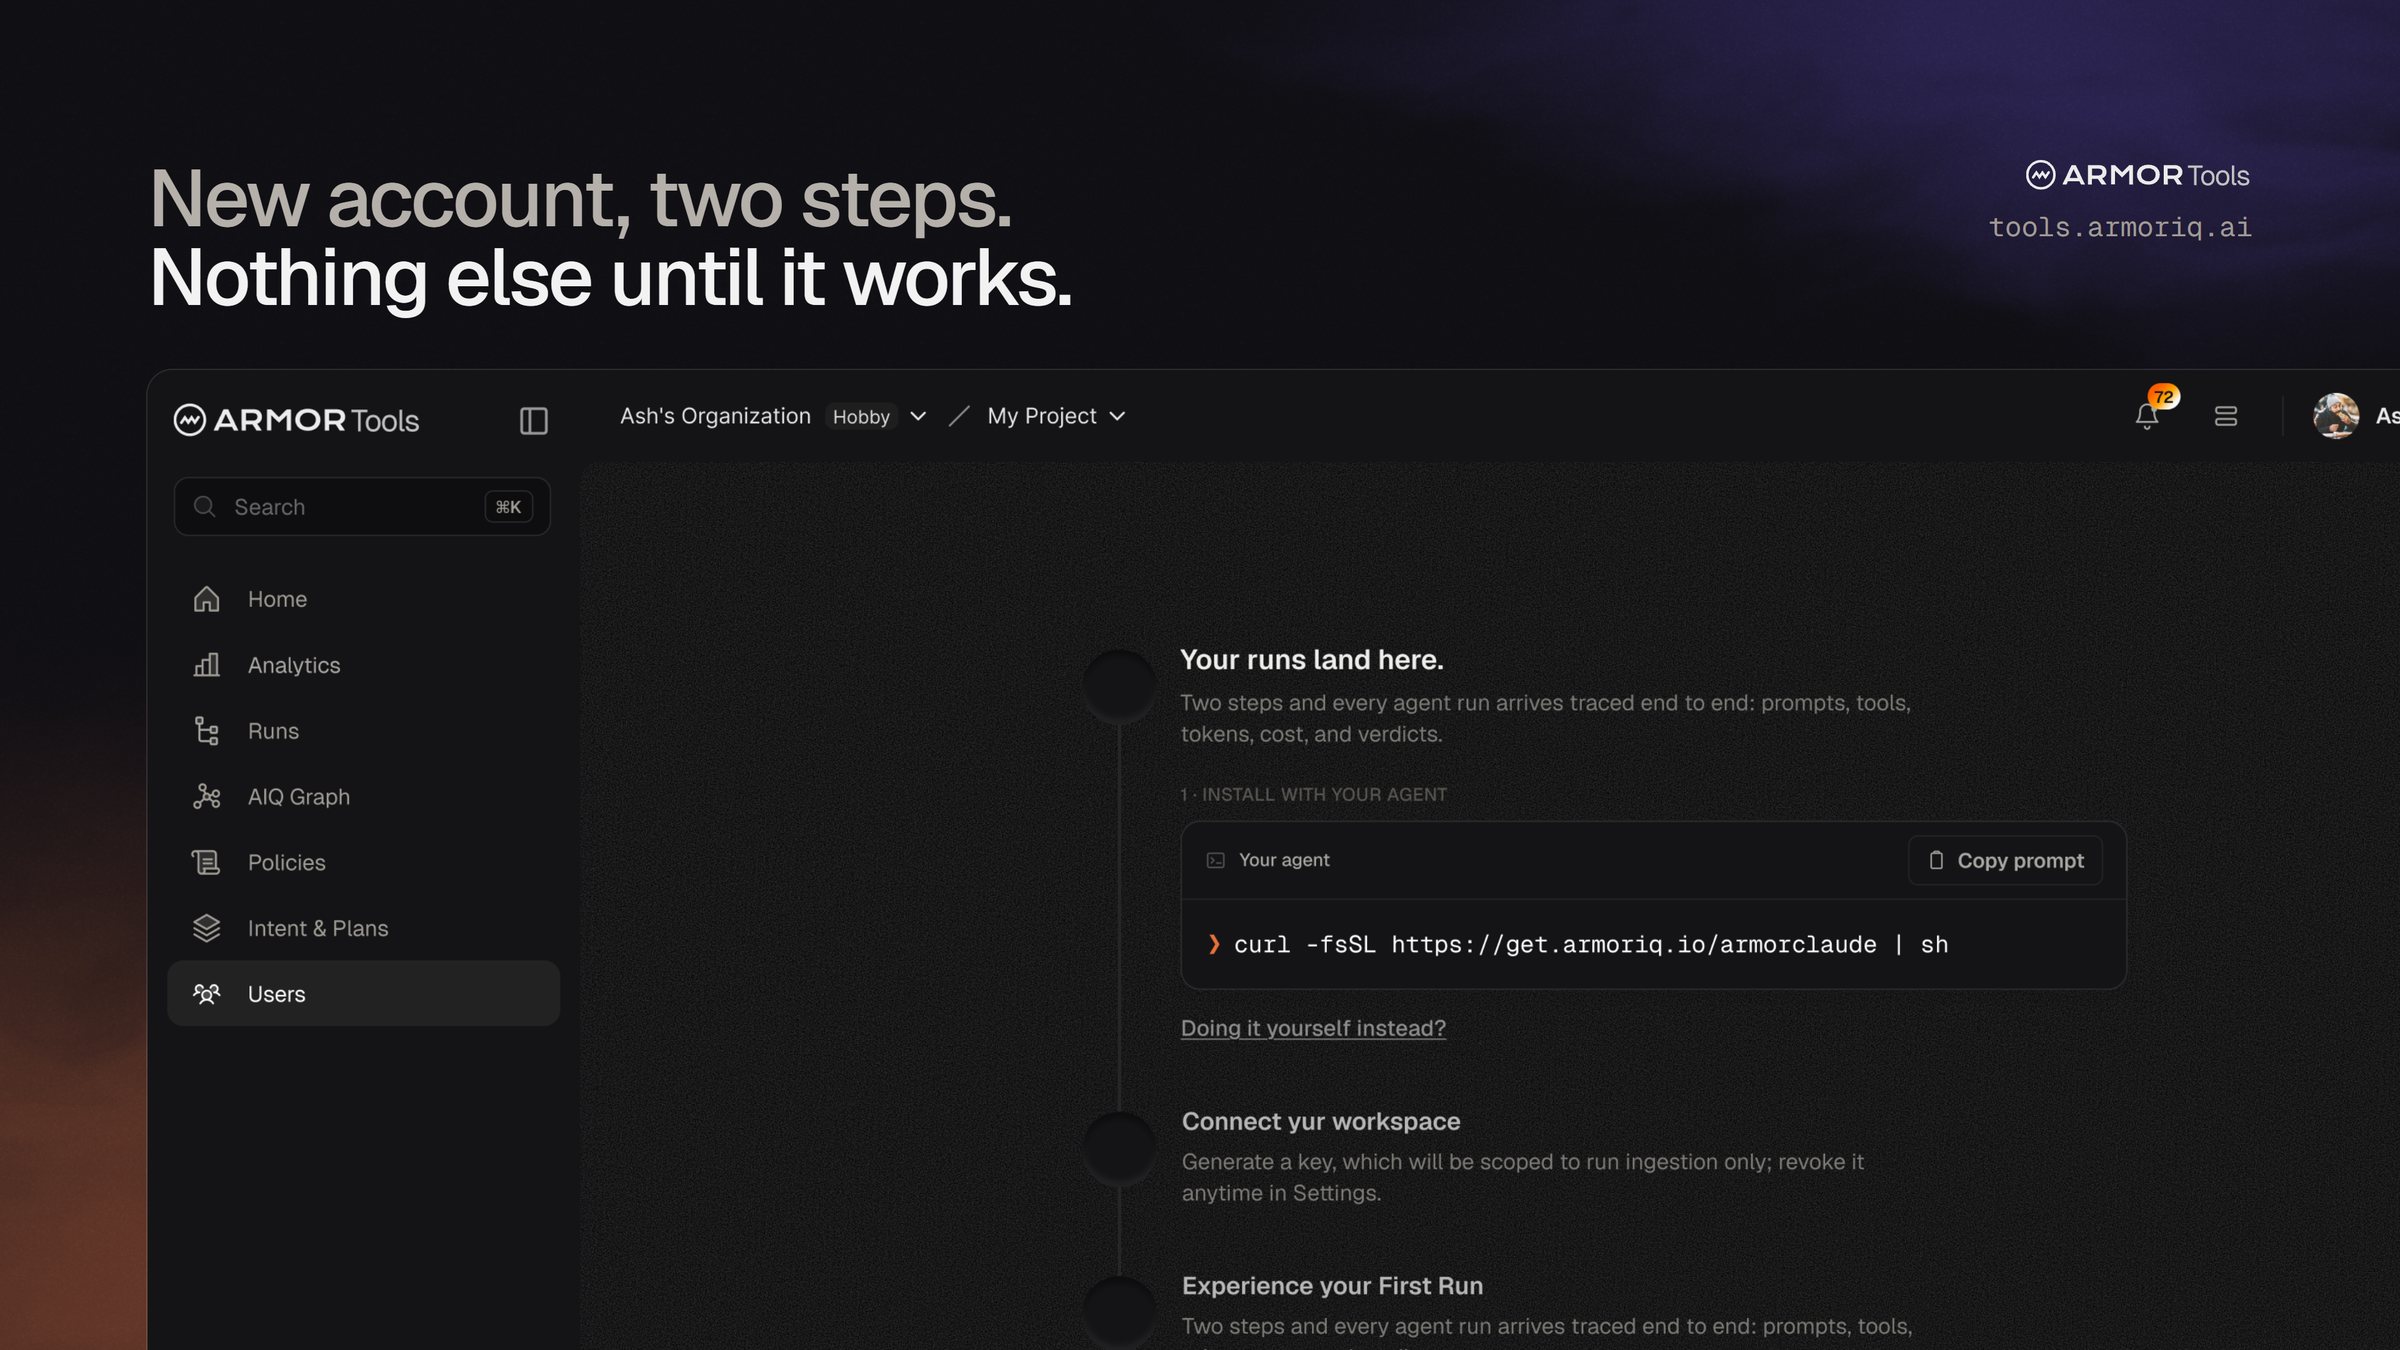 New account, two steps.
Nothing else until it works.
ARMOR Tools
tools.armoriq.ai
ARMOR Tools
Ash's Organization Hobby / My Project
72
Search ⌘K
Home
Analytics
Runs
AIQ Graph
Policies
Intent & Plans
Users
Your runs land here.
Two steps and every agent run arrives traced end to end: prompts, tools,
tokens, cost, and verdicts.
1 · INSTALL WITH YOUR AGENT
Your agent
Copy prompt
❯ curl -fsSL https://get.armoriq.io/armorclaude | sh
Doing it yourself instead?
Connect yur workspace
Generate a key, which will be scoped to run ingestion only; revoke it
anytime in Settings.
Experience your First Run
Two steps and every agent run arrives traced end to end: prompts, tools,